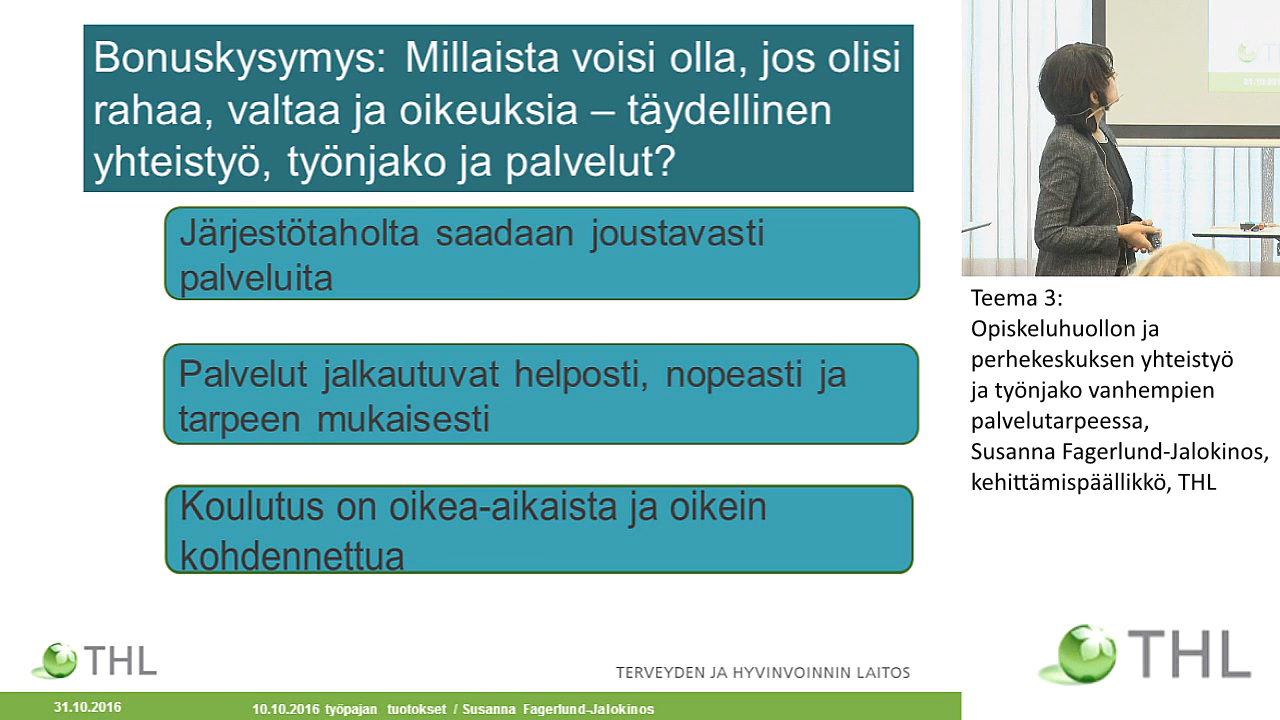 Bonuskysymys: Millaista voisi olla, jos olisi
rahaa, valtaa ja oikeuksia – täydellinen
yhteistyö, työnjako ja palvelut?
Järjestötaholta saadaan joustavasti
palveluita
Palvelut jalkautuvat helposti, nopeasti ja
tarpeen mukaisesti
Koulutus on oikea-aikaista ja oikein
kohdennettua
THL
TERVEYDEN JA HYVINVOINNIN LAITOS
31.10.2016
10.10.2016 työpajan tuotokset / Susanna Fagerlund-Jalokinos
Teema 3:
Opiskeluhuollon ja
perhekeskuksen yhteistyö
ja työnjako vanhempien
palvelutarpeessa,
Susanna Fagerlund-Jalokinos,
kehittämispäällikkö, THL
THL